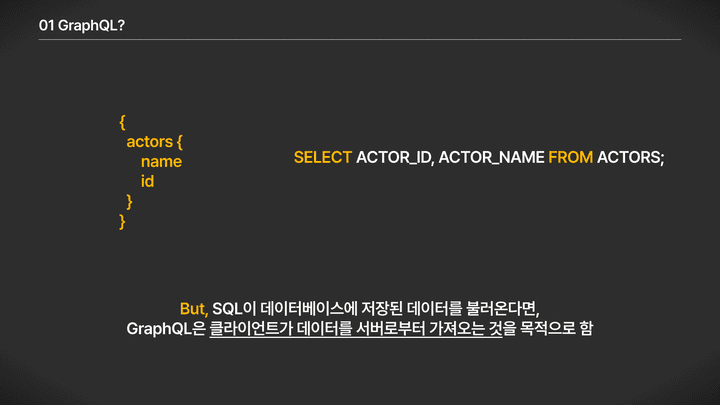 01 GraphQL?
{
actors {
name
id
}
}
SELECT ACTOR_ID, ACTOR_NAME FROM ACTORS;
But, SQL이 데이터베이스에 저장된 데이터를 불러온다면,
GraphQL은 클라이언트가 데이터를 서버로부터 가져오는 것을 목적으로 함